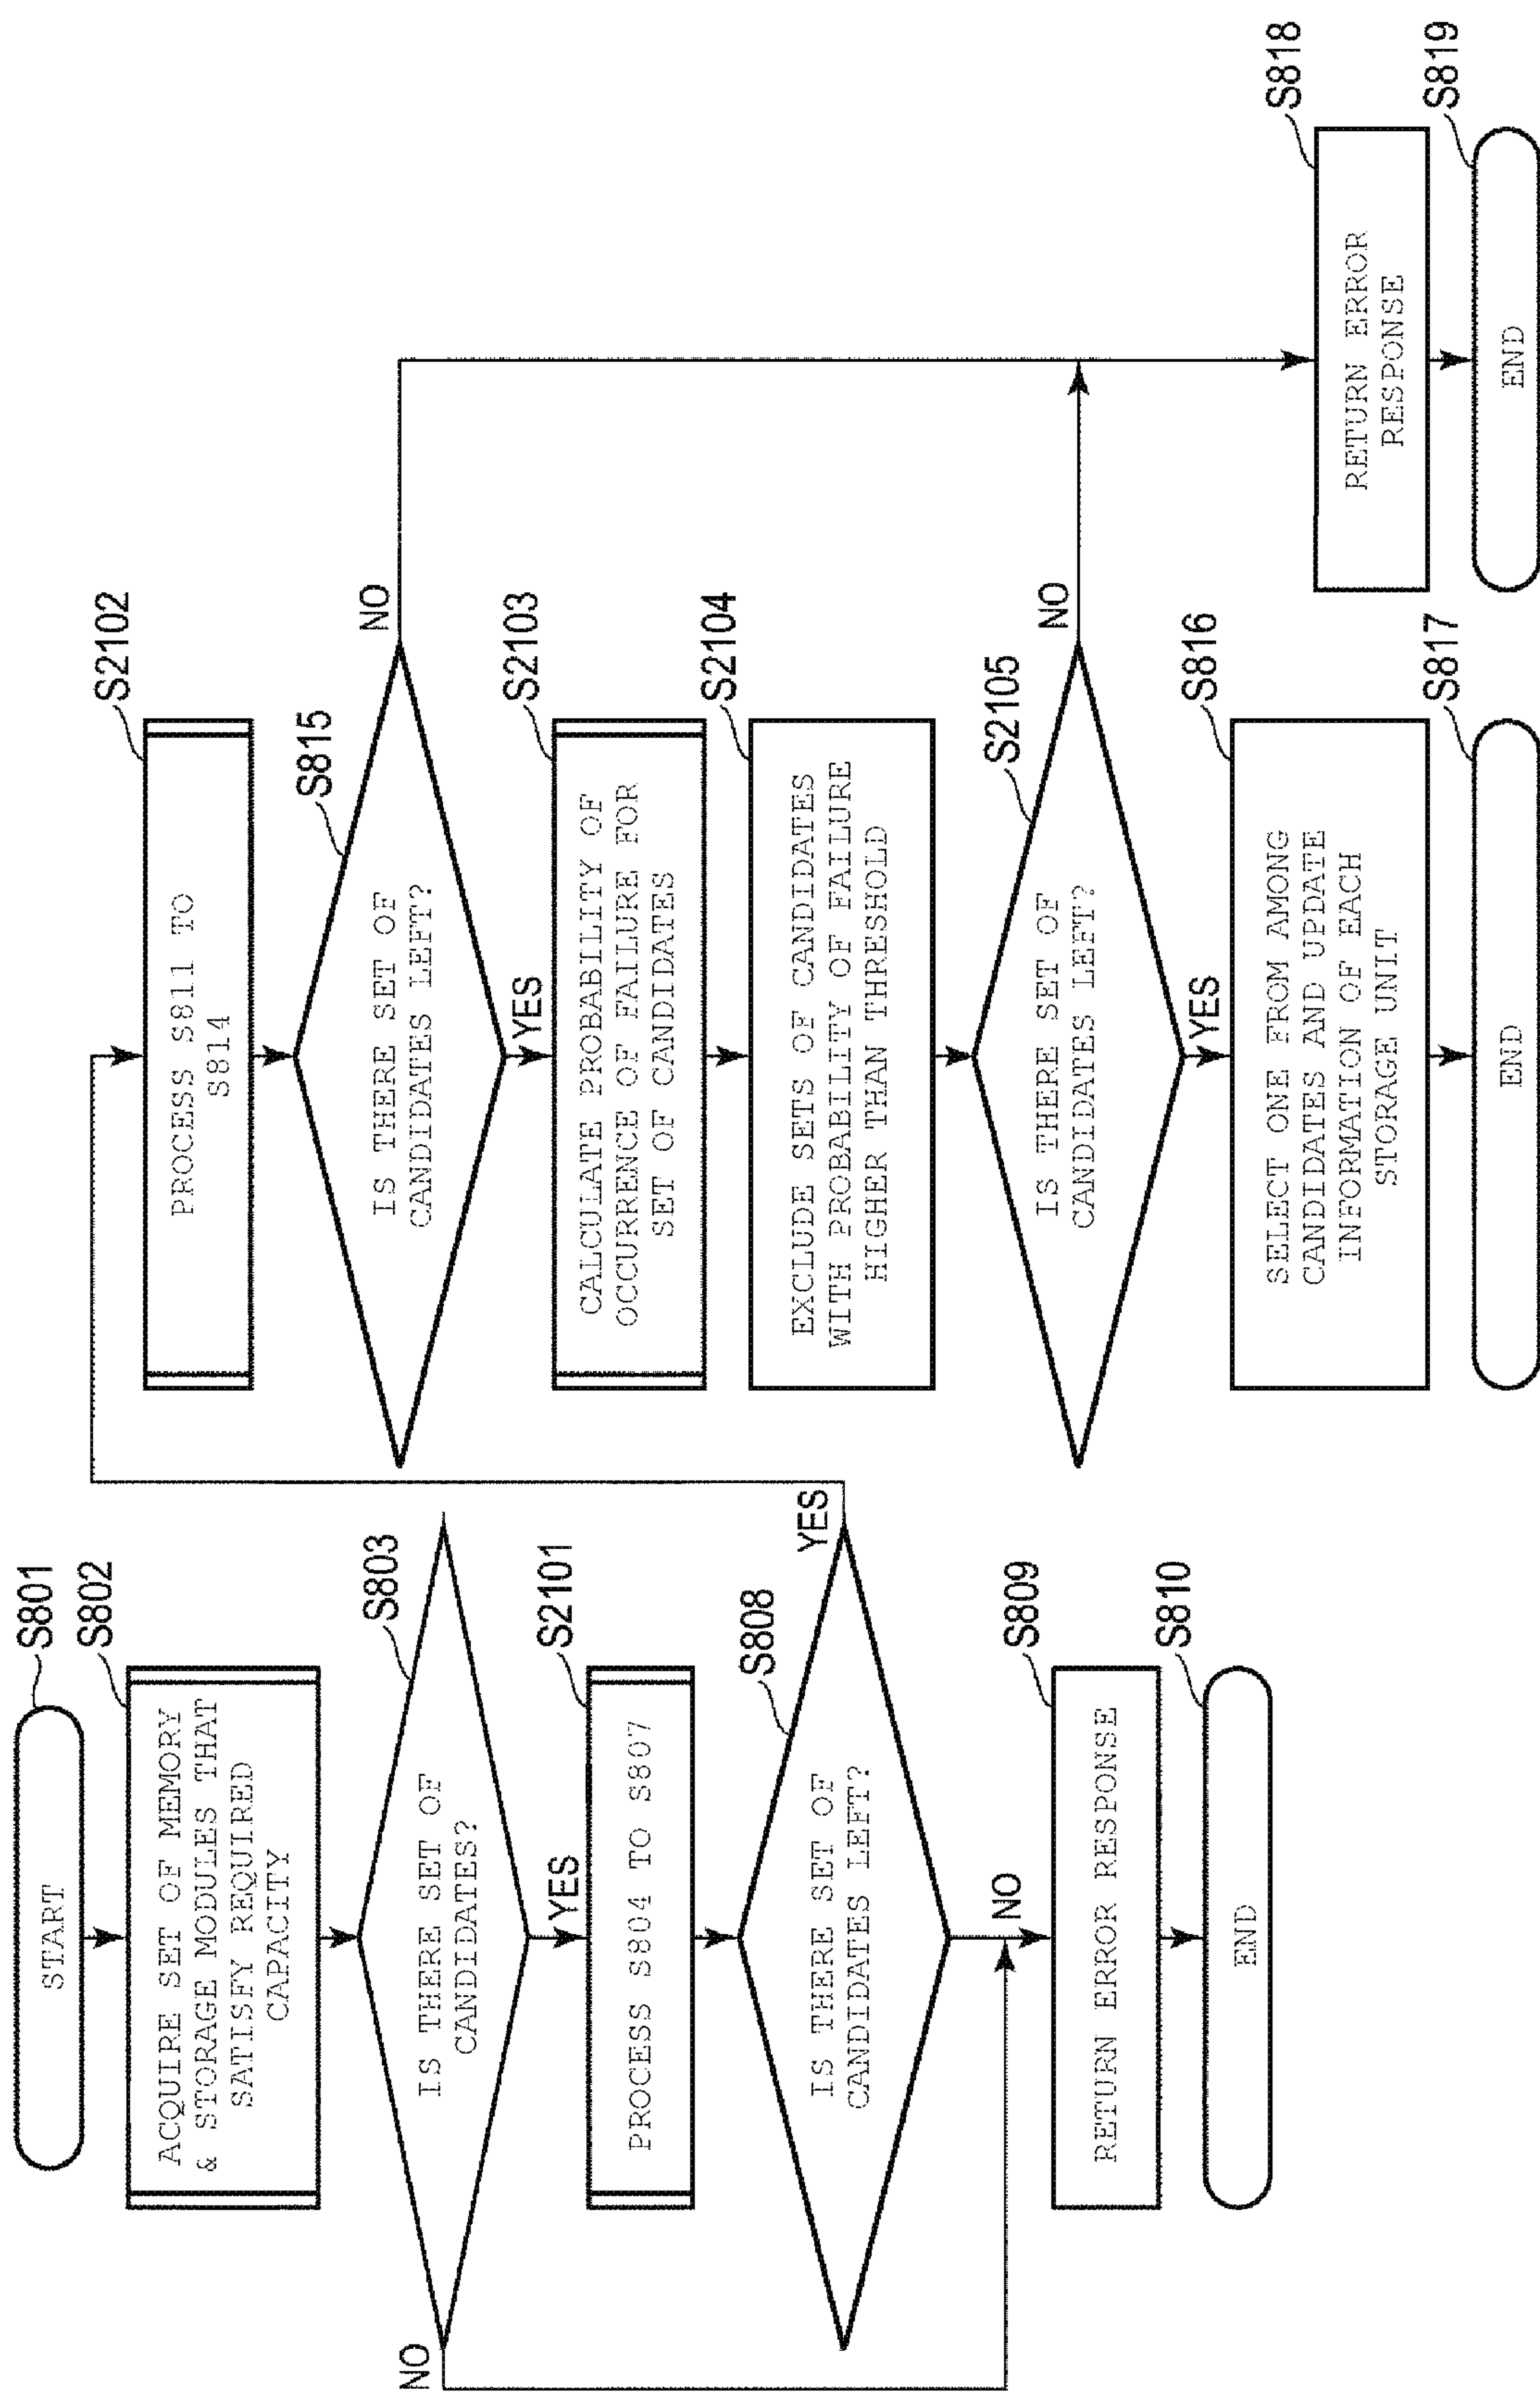 START
S801
ACQUIRE SET OF MEMORY
& STORAGE MODULES THAT
SATISFY REQUIRED
CAPACITY
S802
IS THERE SET OF
CANDIDATES?
S803
NO
YES
PROCESS S804 TO S807
S2101
IS THERE SET OF
CANDIDATES LEFT?
S808
YES
NO
RETURN ERROR RESPONSE
S809
END
S810
PROCESS S811 TO
S814
S2102
IS THERE SET OF
CANDIDATES LEFT?
S815
NO
YES
CALCULATE PROBABILITY OF
OCCURRENCE OF FAILURE FOR
SET OF CANDIDATES
S2103
EXCLUDE SETS OF CANDIDATES
WITH PROBABILITY OF FAILURE
HIGHER THAN THRESHOLD
S2104
IS THERE SET OF
CANDIDATES LEFT?
S2105
NO
YES
SELECT ONE FROM AMONG
CANDIDATES AND UPDATE
INFORMATION OF EACH
STORAGE UNIT
S816
END
S817
RETURN ERROR
RESPONSE
S818
END
S819